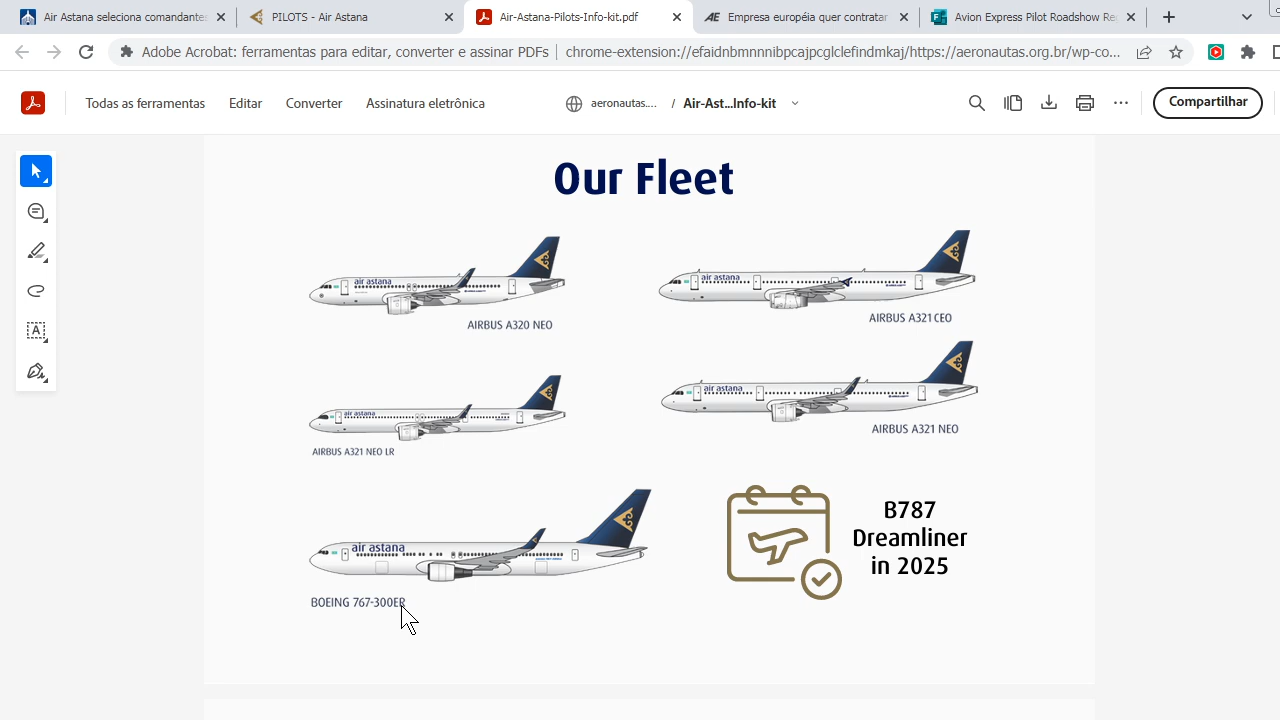 Air Astana seleciona comandantes
PILOTS - Air Astana
Air-Astana-Pilots-Info-kit.pdf
Empresa européia quer contratar
Avion Express Pilot Roadshow Re
Adobe Acrobat: ferramentas para editar, converter e assinar PDFs
chrome-extension://efaidnbmnnnibpcajpcglclefindmkaj/https://aeronautas.org.br/wp-co...
Todas as ferramentas
Editar
Converter
Assinatura eletrônica
aeronautas.... / Air-Ast...Info-kit
Compartilhar
Our Fleet
air astana
AIRBUS A320 NEO
air astana
AIRBUS A321 CEO
air astana
AIRBUS A321 NEO LR
air astana
AIRBUS A321 NEO
air astana
BOEING 767-300ER
B787
Dreamliner
in 2025